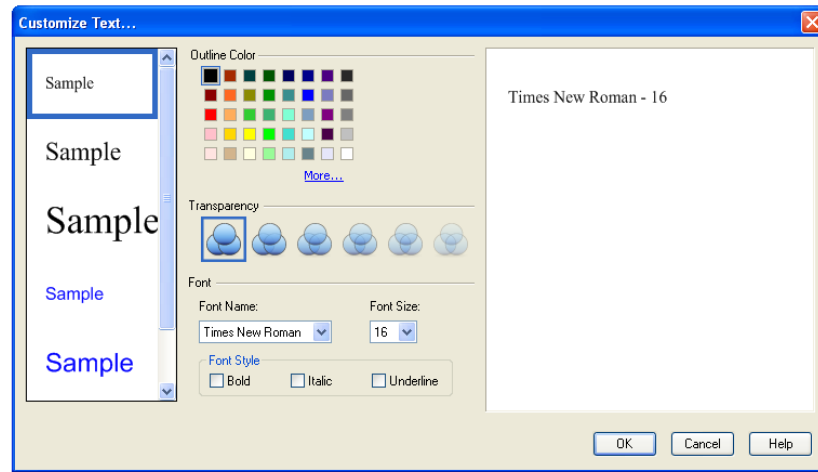 Customize Text...
Sample
Sample
Sample
Sample
Sample
Outline Color
More...
Transparency
Font
Font Name:
Font Size:
Times New Roman
16
Font Style
Bold
Italic
Underline
Times New Roman - 16
OK
Cancel
Help